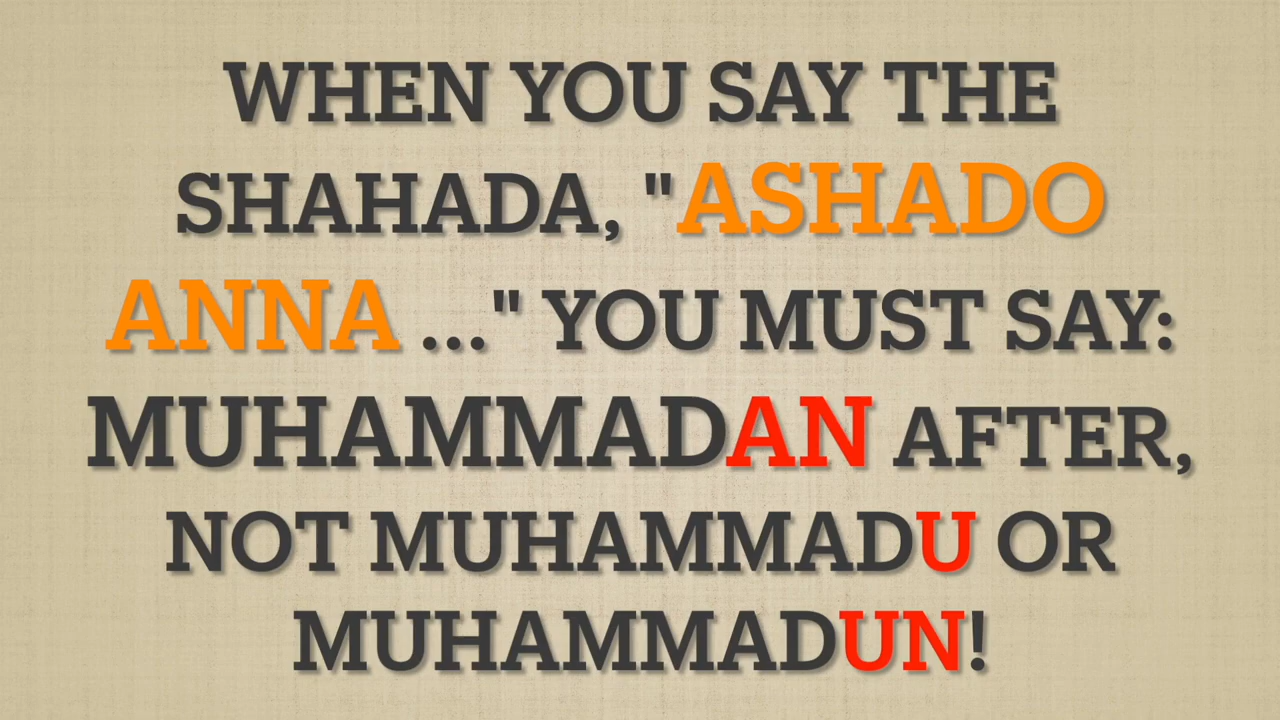 WHEN YOU SAY THE
SHAHADA, "ASHADO
ANNA ..." YOU MUST SAY:
MUHAMMADAN AFTER,
NOT MUHAMMADU OR
MUHAMMADUN!